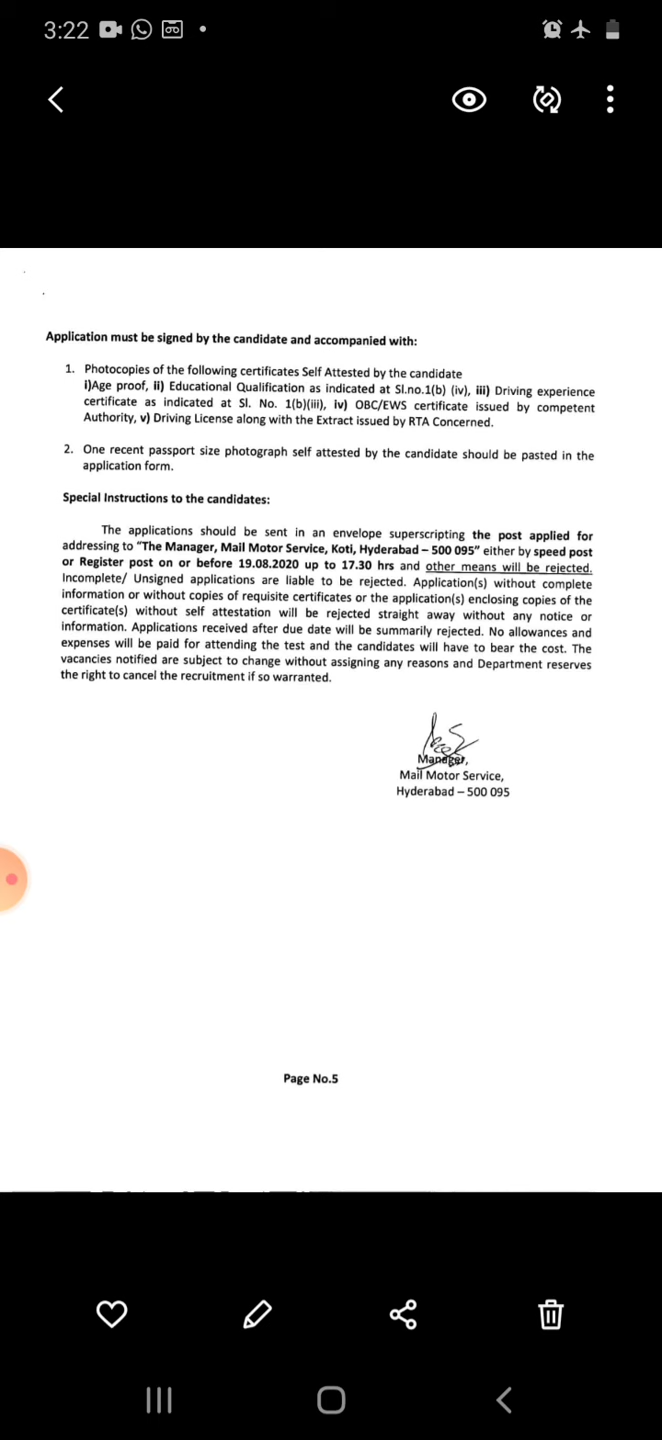 3:22
Application must be signed by the candidate and accompanied with:
1. Photocopies of the following certificates Self Attested by the candidate
i)Age proof, ii) Educational Qualification as indicated at Sl.no.1(b) (iv), iii) Driving experience
certificate as indicated at Sl. No. 1(b)(iii), iv) OBC/EWS certificate issued by competent
Authority, v) Driving License along with the Extract issued by RTA Concerned.
2. One recent passport size photograph self attested by the candidate should be pasted in the
application form.
Special Instructions to the candidates:
The applications should be sent in an envelope superscripting the post applied for
addressing to "The Manager, Mail Motor Service, Koti, Hyderabad – 500 095" either by speed post
or Register post on or before 19.08.2020 up to 17.30 hrs and other means will be rejected.
Incomplete/ Unsigned applications are liable to be rejected. Application(s) without complete
information or without copies of requisite certificates or the application(s) enclosing copies of the
certificate(s) without self attestation will be rejected straight away without any notice or
information. Applications received after due date will be summarily rejected. No allowances and
expenses will be paid for attending the test and the candidates will have to bear the cost. The
vacancies notified are subject to change without assigning any reasons and Department reserves
the right to cancel the recruitment if so warranted.
Manager,
Mail Motor Service,
Hyderabad – 500 095
Page No.5